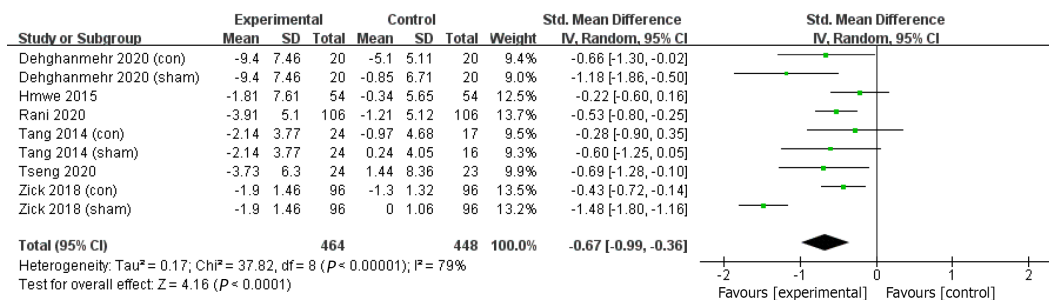 Experimental Control Std. Mean Difference Std. Mean Difference
Study or Subgroup Mean SD Total Mean SD Total Weight IV, Random, 95% CI IV, Random, 95% CI
Dehghanmehr 2020 (con) -9.4 7.46 20 -5.1 5.11 20 9.4% -0.66 [-1.30, -0.02]
Dehghanmehr 2020 (sham) -9.4 7.46 20 -0.85 6.71 20 9.0% -1.18 [-1.86, -0.50]
Hmwe 2015 -1.81 7.61 54 -0.34 5.65 54 12.5% -0.22 [-0.60, 0.16]
Rani 2020 -3.91 5.1 106 -1.21 5.12 106 13.7% -0.53 [-0.80, -0.25]
Tang 2014 (con) -2.14 3.77 24 -0.97 4.68 17 9.5% -0.28 [-0.90, 0.35]
Tang 2014 (sham) -2.14 3.77 24 0.24 4.05 16 9.3% -0.60 [-1.25, 0.05]
Tseng 2020 -3.73 6.3 24 1.44 8.36 23 9.9% -0.69 [-1.28, -0.10]
Zick 2018 (con) -1.9 1.46 96 -1.3 1.32 96 13.5% -0.43 [-0.72, -0.14]
Zick 2018 (sham) -1.9 1.46 96 0 1.06 96 13.2% -1.48 [-1.80, -1.16]
Total (95% CI) 464 448 100.0% -0.67 [-0.99, -0.36]
Heterogeneity: Tau² = 0.17; Chi² = 37.82, df = 8 (P < 0.00001); I² = 79%
Test for overall effect: Z = 4.16 (P < 0.0001)
-2 -1 0 1 2
Favours [experimental] Favours [control]